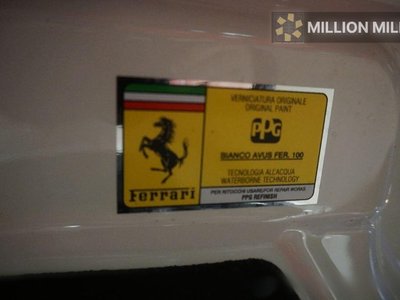 MILLION MIL
VERNICIATURA ORIGINALE
ORIGINAL PAINT
PPG
BIANCO AVUS FER. 100
TECNOLOGIA ALL'ACQUA
WATERBORNE TECHNOLOGY
Ferrari
PER RITOCCHI USARE/FOR REPAIR WORKS
PPG REFINISH